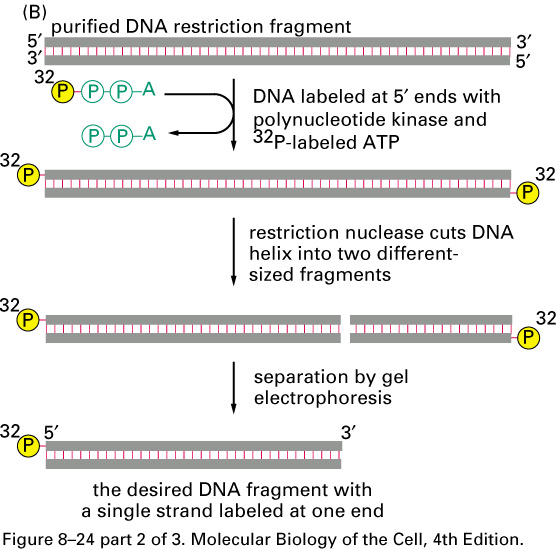 (B)
purified DNA restriction fragment
5′ 3′
3′ 5′
32
P P P A
P P A
DNA labeled at 5′ ends with
polynucleotide kinase and
32P-labeled ATP
32
P
32
P
restriction nuclease cuts DNA
helix into two different-
sized fragments
32
P
32
P
separation by gel
electrophoresis
32 5′ 3′
P
the desired DNA fragment with
a single strand labeled at one end
Figure 8–24 part 2 of 3. Molecular Biology of the Cell, 4th Edition.